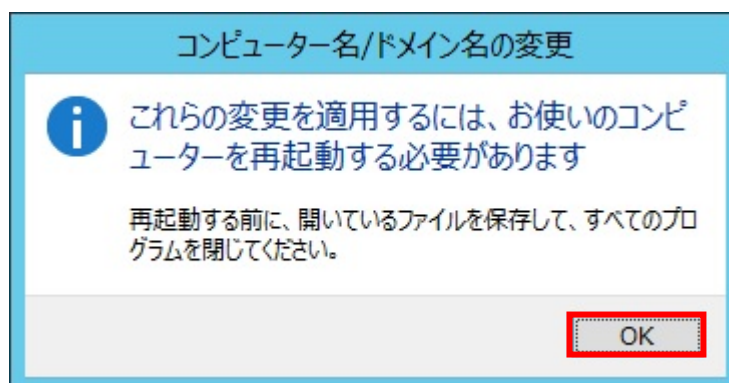 コンピューター名/ドメイン名の変更
これらの変更を適用するには、お使いのコンピ
ューターを再起動する必要があります
再起動する前に、開いているファイルを保存して、すべてのプロ
グラムを閉じてください。
OK